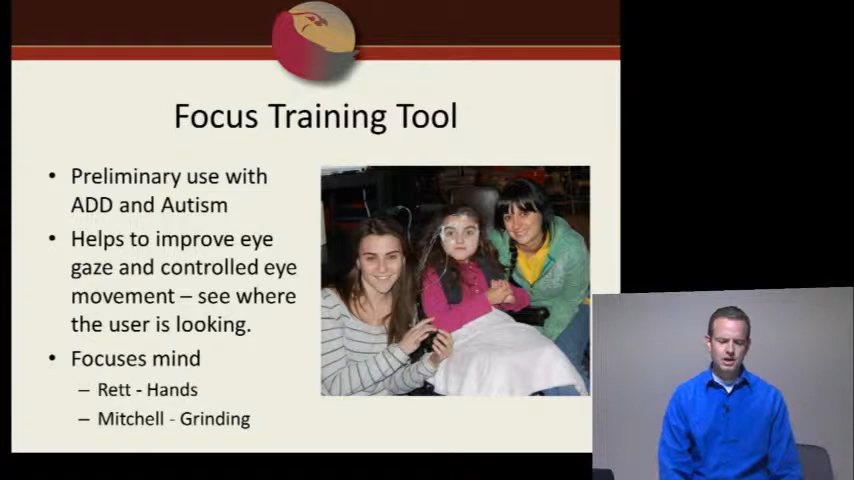 Focus Training Tool
• Preliminary use with
ADD and Autism
• Helps to improve eye
gaze and controlled eye
movement – see where
the user is looking.
• Focuses mind
– Rett - Hands
– Mitchell - Grinding